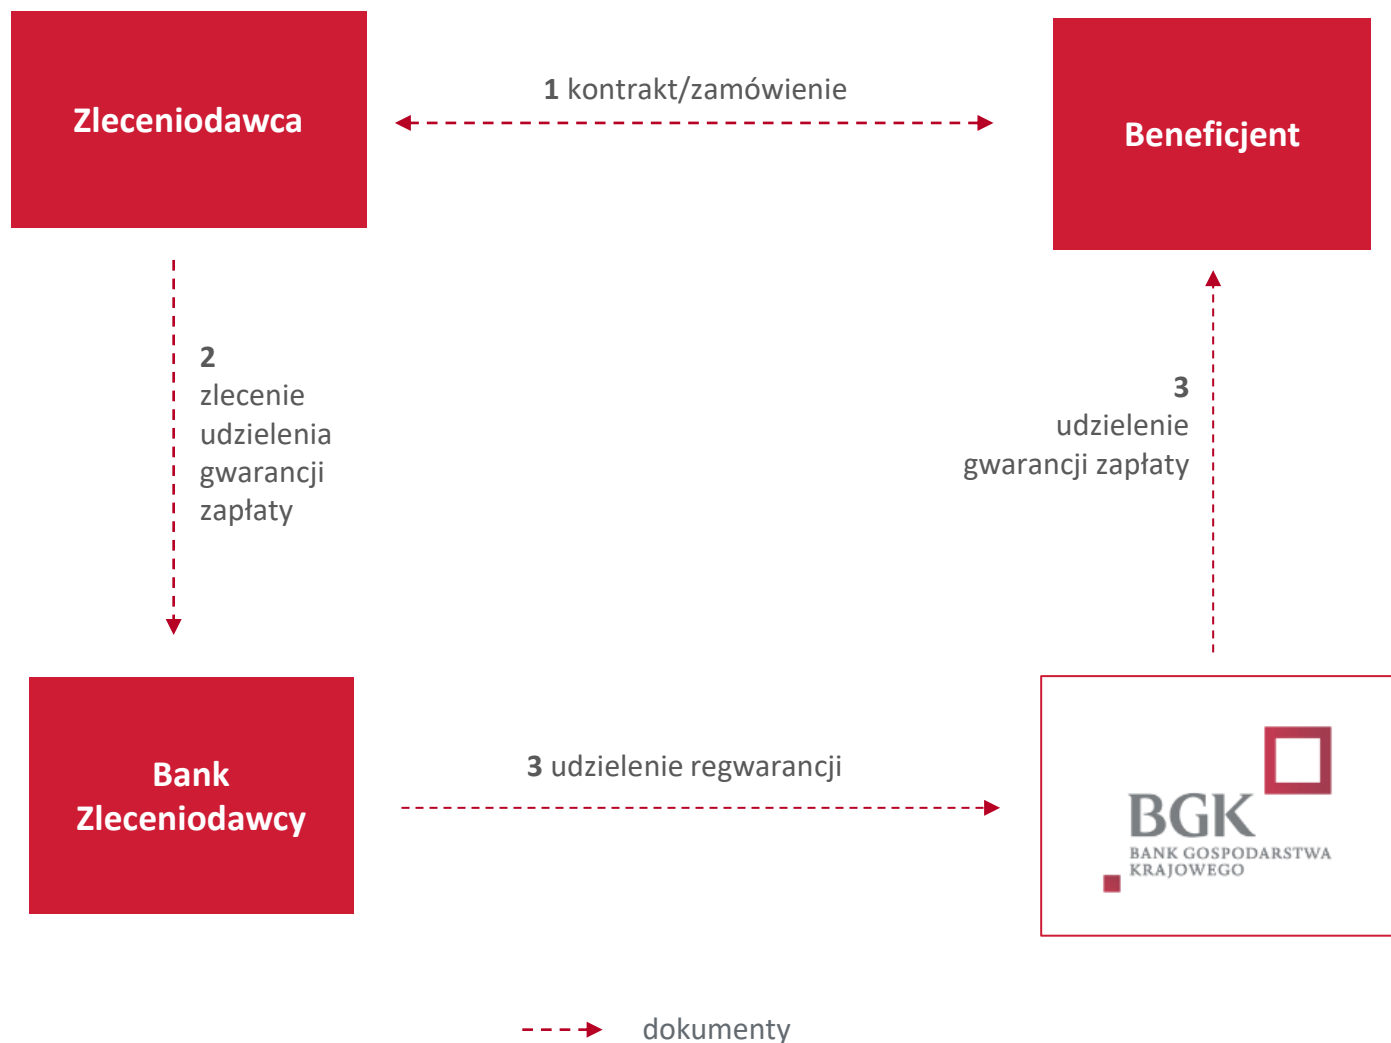 Zleceniodawca
1 kontrakt/zamówienie
Beneficjent
2
zlecenie
udzielenia
gwarancji
zapłaty
3
udzielenie
gwarancji zapłaty
Bank
Zleceniodawcy
3 udzielenie regwarancji
BGK
BANK GOSPODARSTWA
KRAJOWEGO
dokumenty